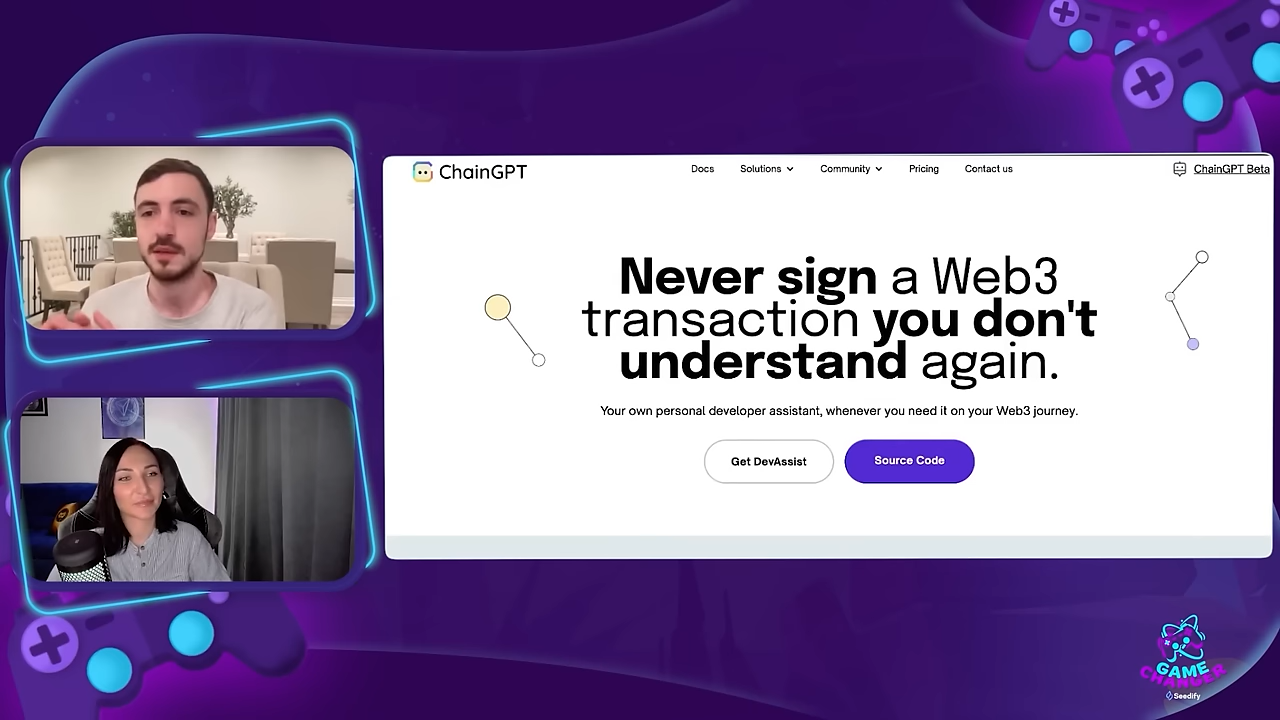 ChainGPT
Docs
Solutions
Community
Pricing
Contact us
ChainGPT Beta
Never sign a Web3
transaction you don't
understand again.
Your own personal developer assistant, whenever you need it on your Web3 journey.
Get DevAssist
Source Code
GAME
CHANGER
Seedify